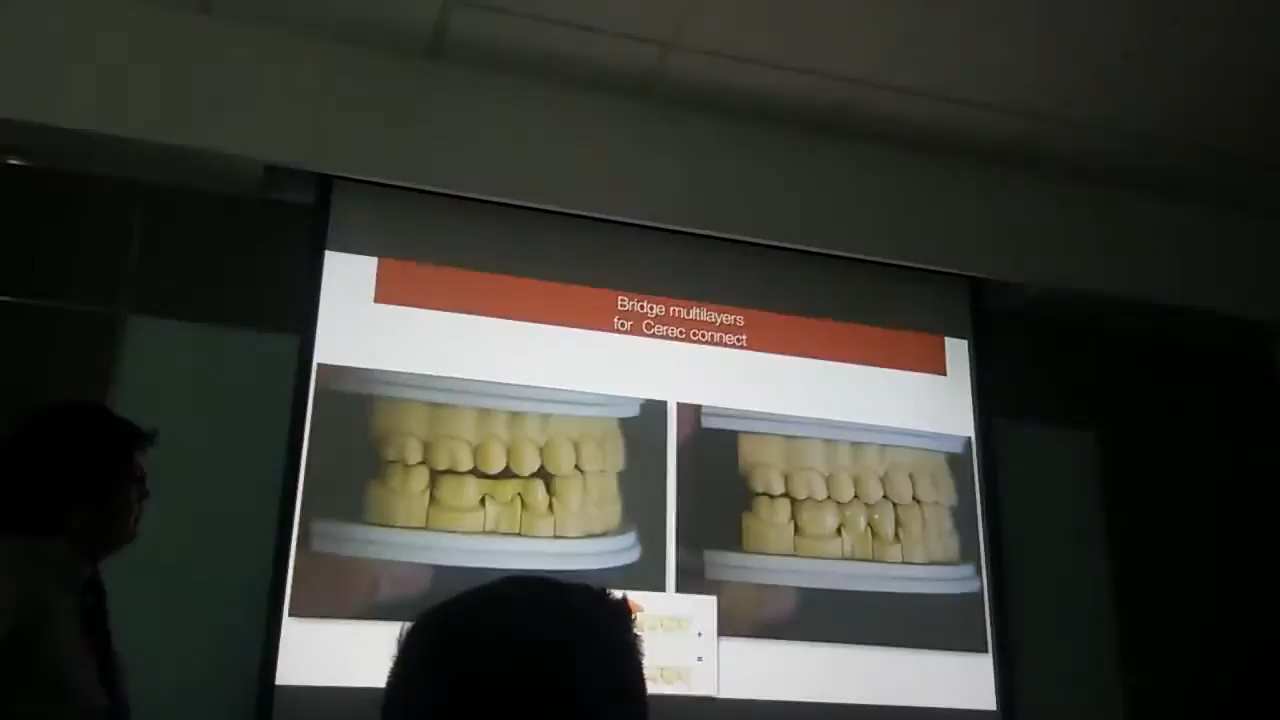 Bridge multilayers
for Cerec connect
+
=